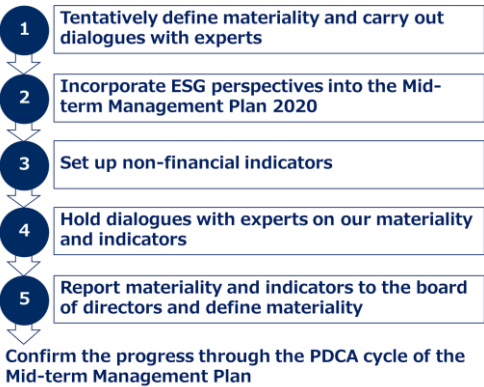 1
Tentatively define materiality and carry out
dialogues with experts
2
Incorporate ESG perspectives into the Mid-
term Management Plan 2020
3
Set up non-financial indicators
4
Hold dialogues with experts on our materiality
and indicators
5
Report materiality and indicators to the board
of directors and define materiality
Confirm the progress through the PDCA cycle of the
Mid-term Management Plan